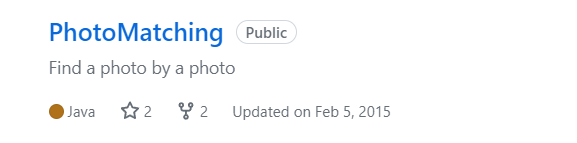 PhotoMatching Public
Find a photo by a photo
Java 2 2 Updated on Feb 5, 2015